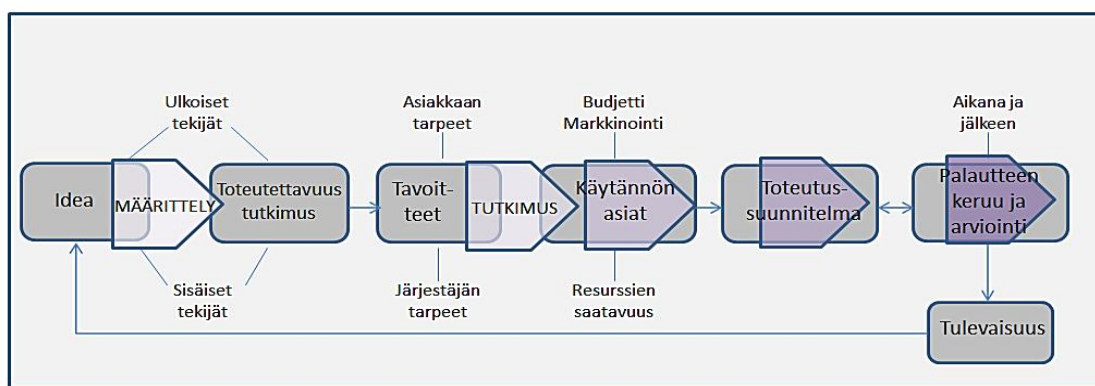 Ulkoiset
tekijät
Asiakkaan
tarpeet
Budjetti
Markkinointi
Aikana ja
jälkeen
Idea
MÄÄRITTELY
Toteutettavuus
tutkimus
Tavoit-
teet
TUTKIMUS
Käytännön
asiat
Toteutus-
suunnitelma
Palautteen
keruu ja
arviointi
Sisäiset
tekijät
Järjestäjän
tarpeet
Resurssien
saatavuus
Tulevaisuus